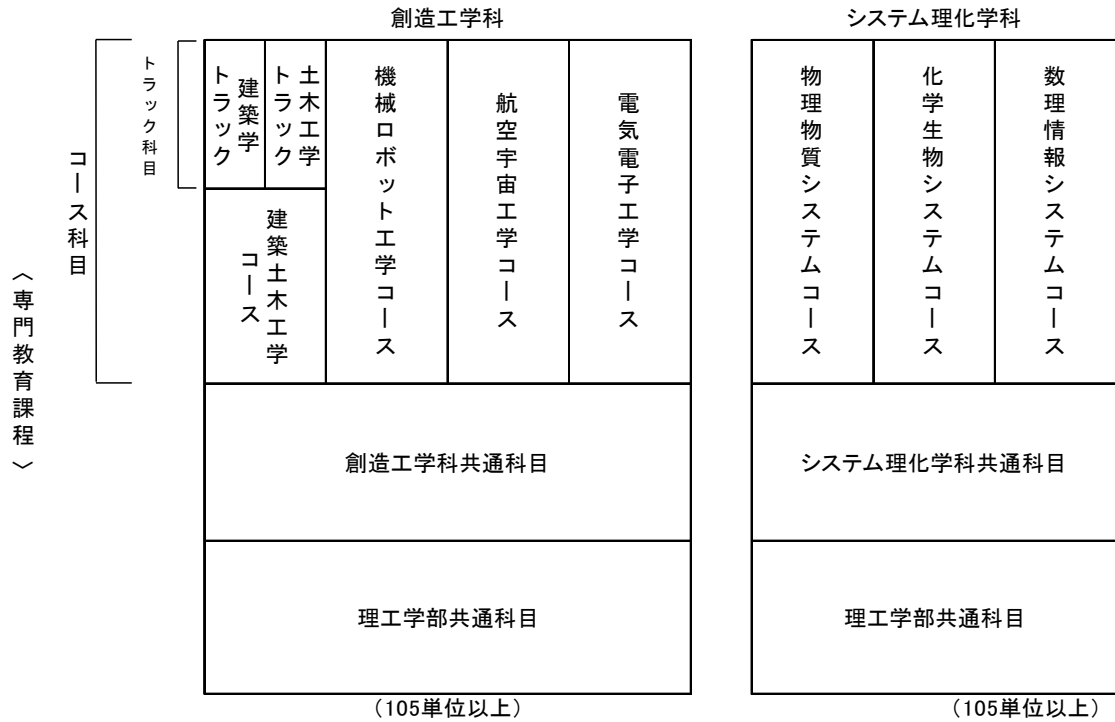 創造工学科
システム理化学科
〈専門教育課程〉
コース科目
トラック科目
建築学
トラック
土木工学
トラック
建築土木工学
コース
機械ロボット工学コース
航空宇宙工学コース
電気電子工学コース
物理物質システムコース
化学生物システムコース
数理情報システムコース
創造工学科共通科目
システム理化学科共通科目
理工学部共通科目
理工学部共通科目
（105単位以上）
（105単位以上）